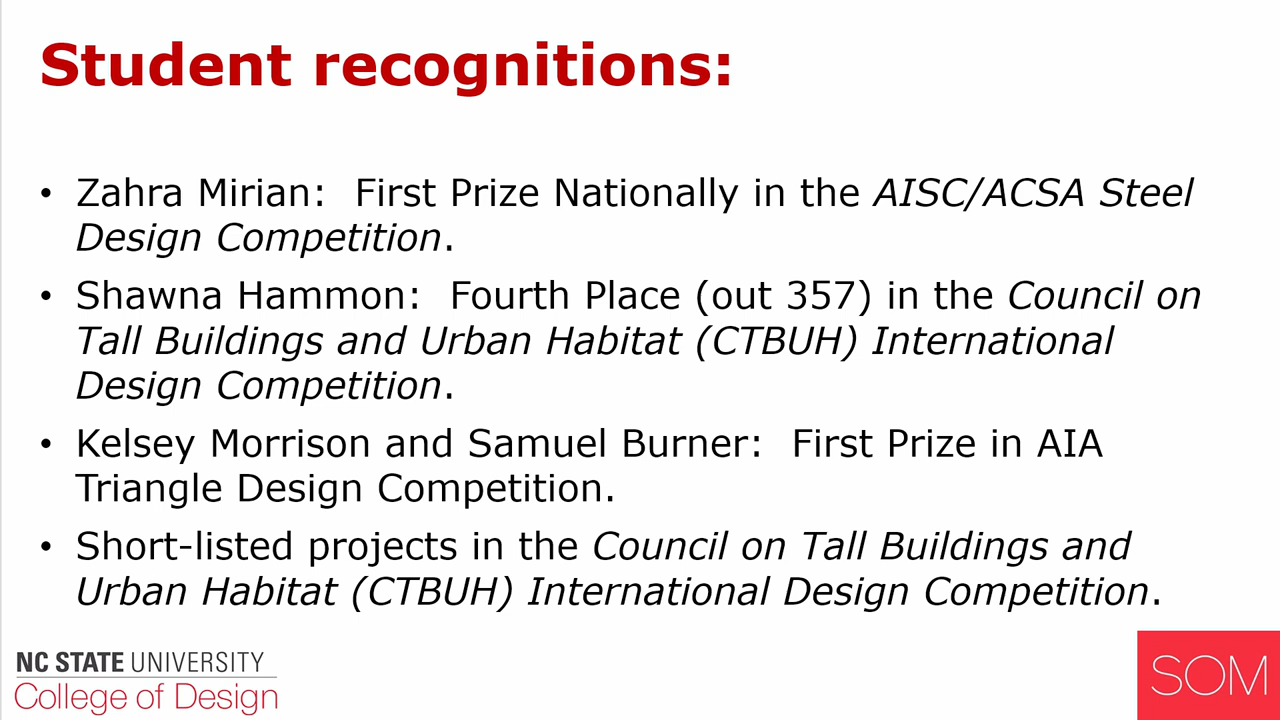 Student recognitions:
• Zahra Mirian: First Prize Nationally in the AISC/ACSA Steel
Design Competition.
• Shawna Hammon: Fourth Place (out 357) in the Council on
Tall Buildings and Urban Habitat (CTBUH) International
Design Competition.
• Kelsey Morrison and Samuel Burner: First Prize in AIA
Triangle Design Competition.
• Short-listed projects in the Council on Tall Buildings and
Urban Habitat (CTBUH) International Design Competition.
NC STATE UNIVERSITY
College of Design
SOM